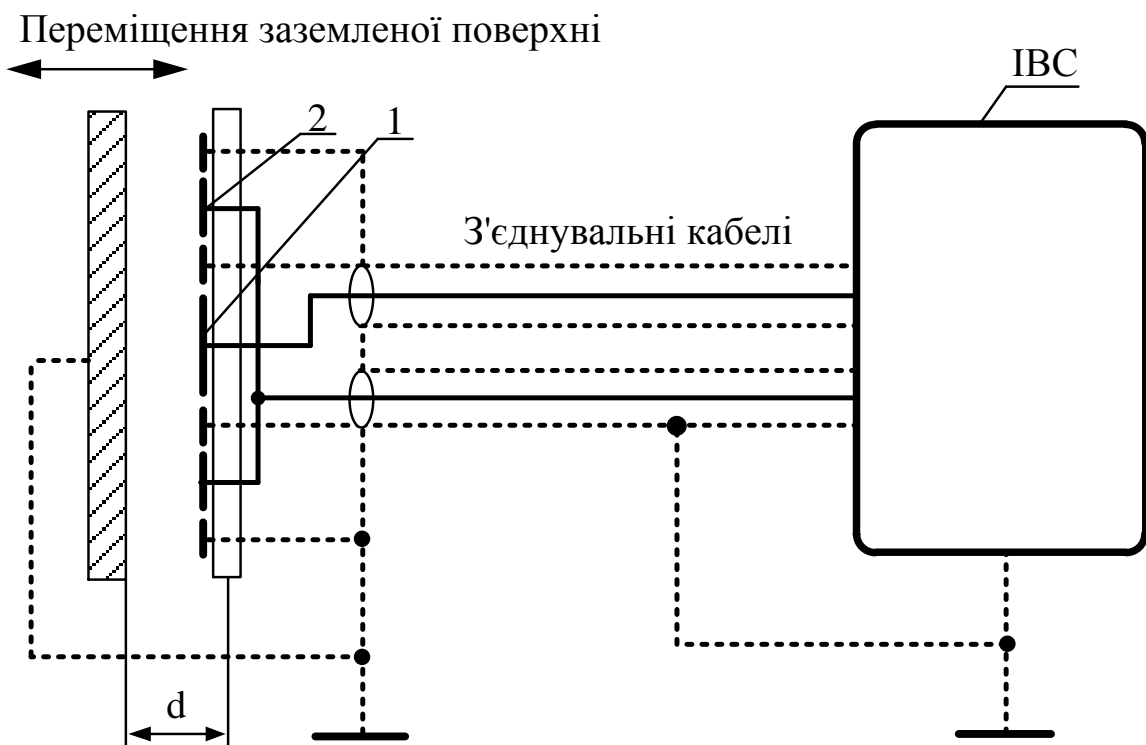 Переміщення заземленої поверхні
ІВС
2
1
З'єднувальні кабелі
d